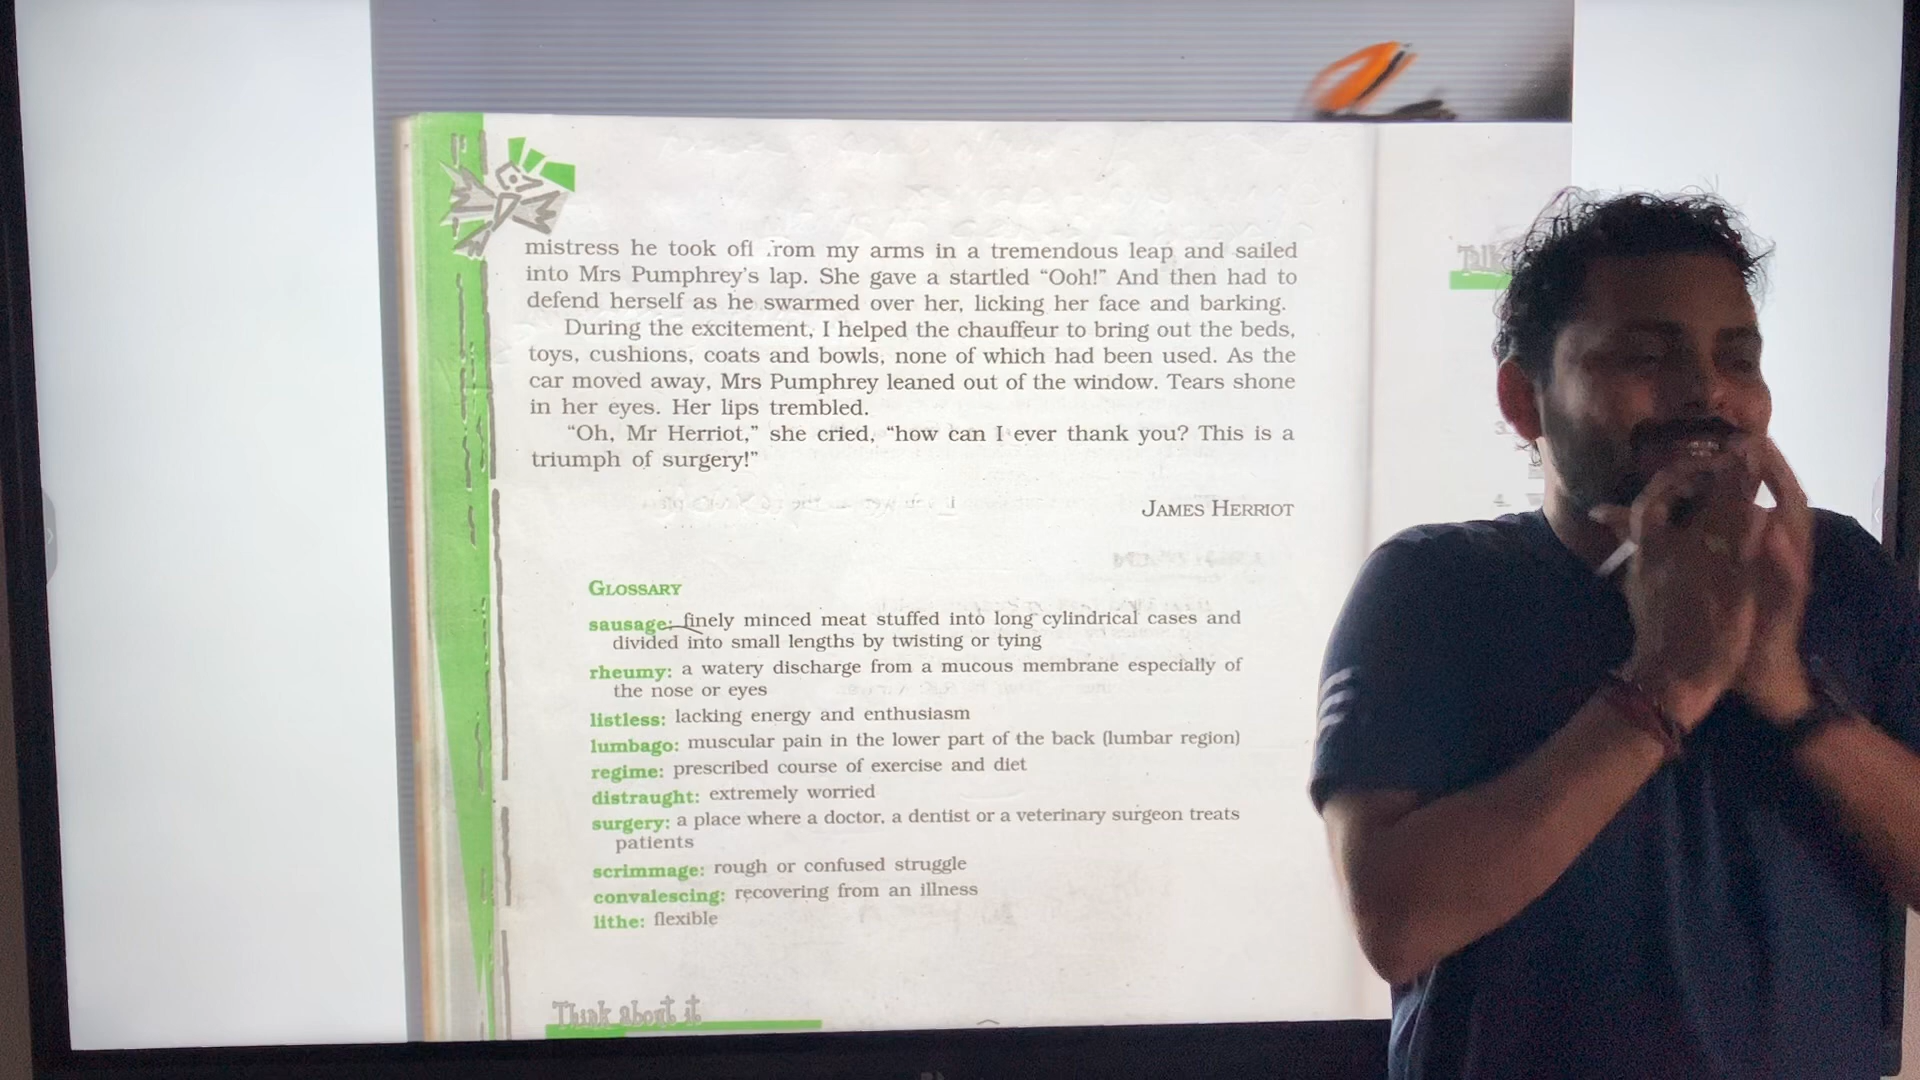 mistress he took off from my arms in a tremendous leap and sailed
into Mrs Pumphrey's lap. She gave a startled “Ooh!” And then had to
defend herself as he swarmed over her, licking her face and barking.
During the excitement, I helped the chauffeur to bring out the beds,
toys, cushions, coats and bowls, none of which had been used. As the
car moved away, Mrs Pumphrey leaned out of the window. Tears shone
in her eyes. Her lips trembled.
“Oh, Mr Herriot,” she cried, “how can I ever thank you? This is a
triumph of surgery!”
JAMES HERRIOT
GLOSSARY
sausage: finely minced meat stuffed into long cylindrical cases and
divided into small lengths by twisting or tying
rheumy: a watery discharge from a mucous membrane especially of
the nose or eyes
listless: lacking energy and enthusiasm
lumbago: muscular pain in the lower part of the back (lumbar region)
regime: prescribed course of exercise and diet
distraught: extremely worried
surgery: a place where a doctor, a dentist or a veterinary surgeon treats
patients
scrimmage: rough or confused struggle
convalescing: recovering from an illness
lithe: flexible
Think about it
Talk
3.
4.